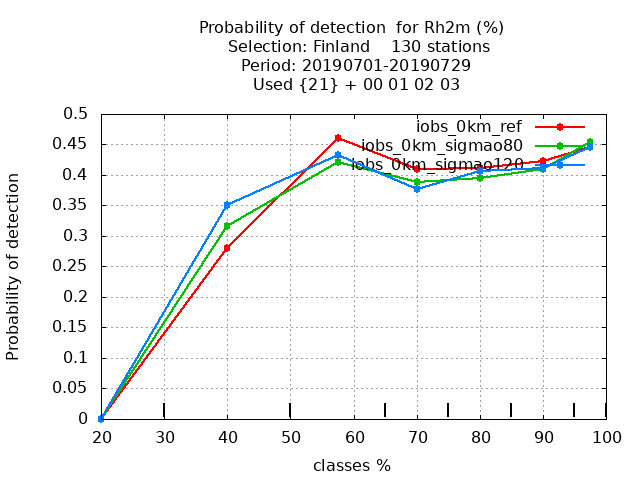 Probability of detection  for Rh2m (%)
Selection: Finland    130 stations
Period: 20190701-20190729
Used {21} + 00 01 02 03
iobs_0km_ref
iobs_0km_sigmao80
iobs_0km_sigmao120
Probability of detection
0.5
0.45
0.4
0.35
0.3
0.25
0.2
0.15
0.1
0.05
0
20 30 40 50 60 70 80 90 100
classes %